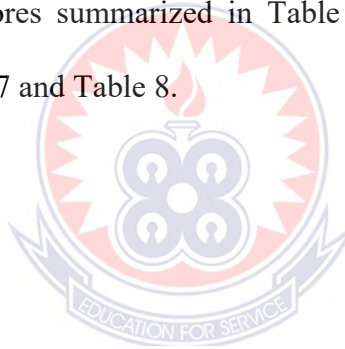 ores summarized in Table
7 and Table 8.
EDUCATION FOR SERVICE